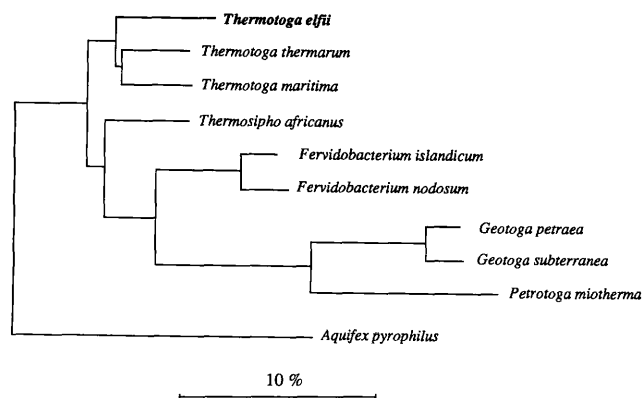 Thermotoga elfii
Thermotoga thermarum
Thermotoga maritima
Thermosipho africanus
Fervidobacterium islandicum
Fervidobacterium nodosum
Geotoga petraea
Geotoga subterranea
Petrotoga miotherma
Aquifex pyrophilus
10 %